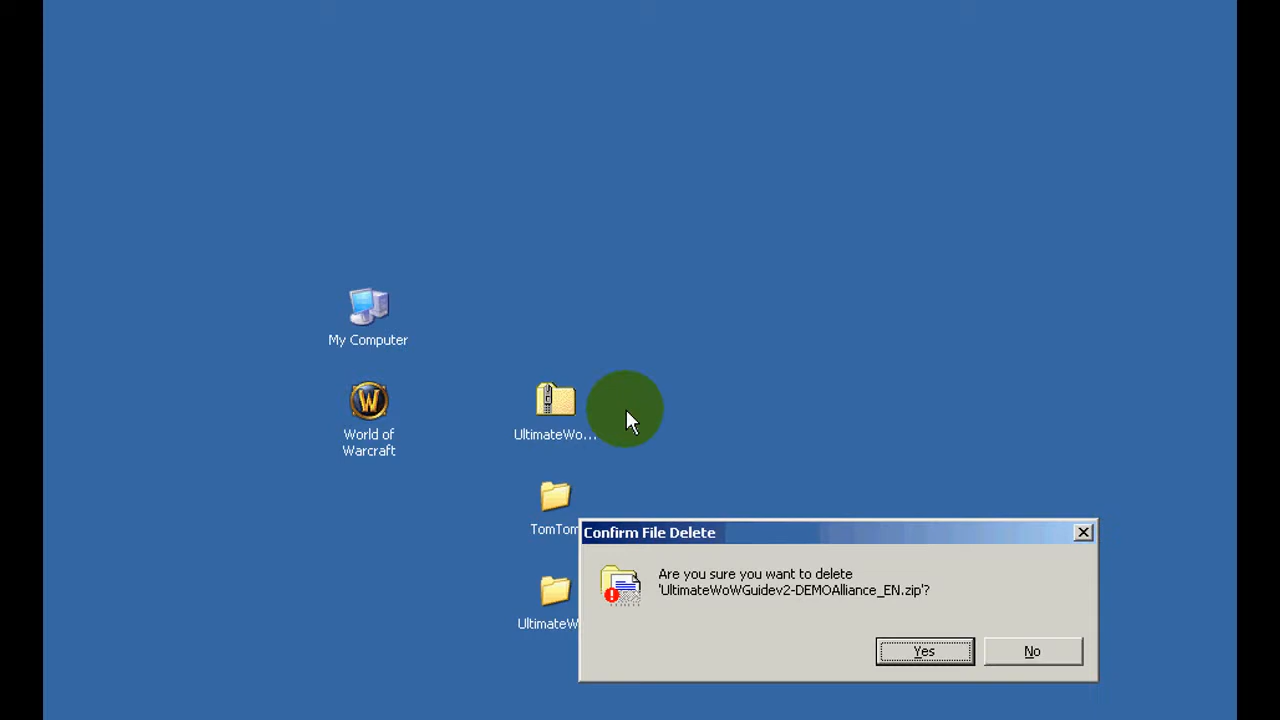 My Computer
World of
Warcraft
UltimateWo...
TomTom
UltimateW
Confirm File Delete
Are you sure you want to delete
'UltimateWoWGuidev2-DEMOAlliance_EN.zip'?
Yes
No